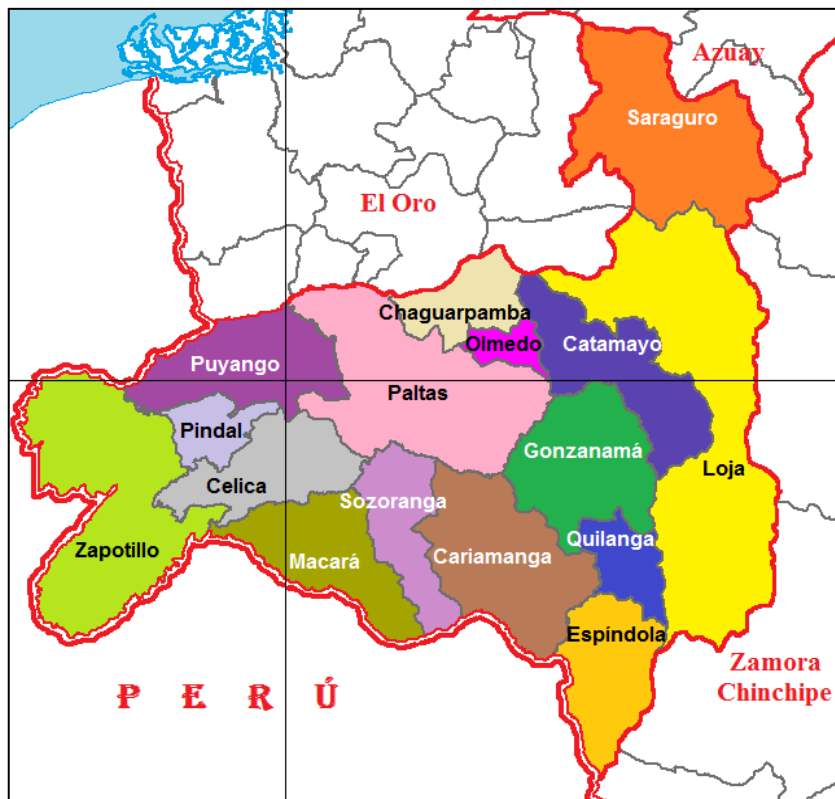 Azuay
Saraguro
El Oro
Chaguarpamba
Olmedo
Catamayo
Puyango
Paltas
Pindal
Gonzanamá
Loja
Celica
Sozoranga
Quilanga
Zapotillo
Macará
Cariamanga
Espíndola
Zamora
Chinchipe
P E R Ú